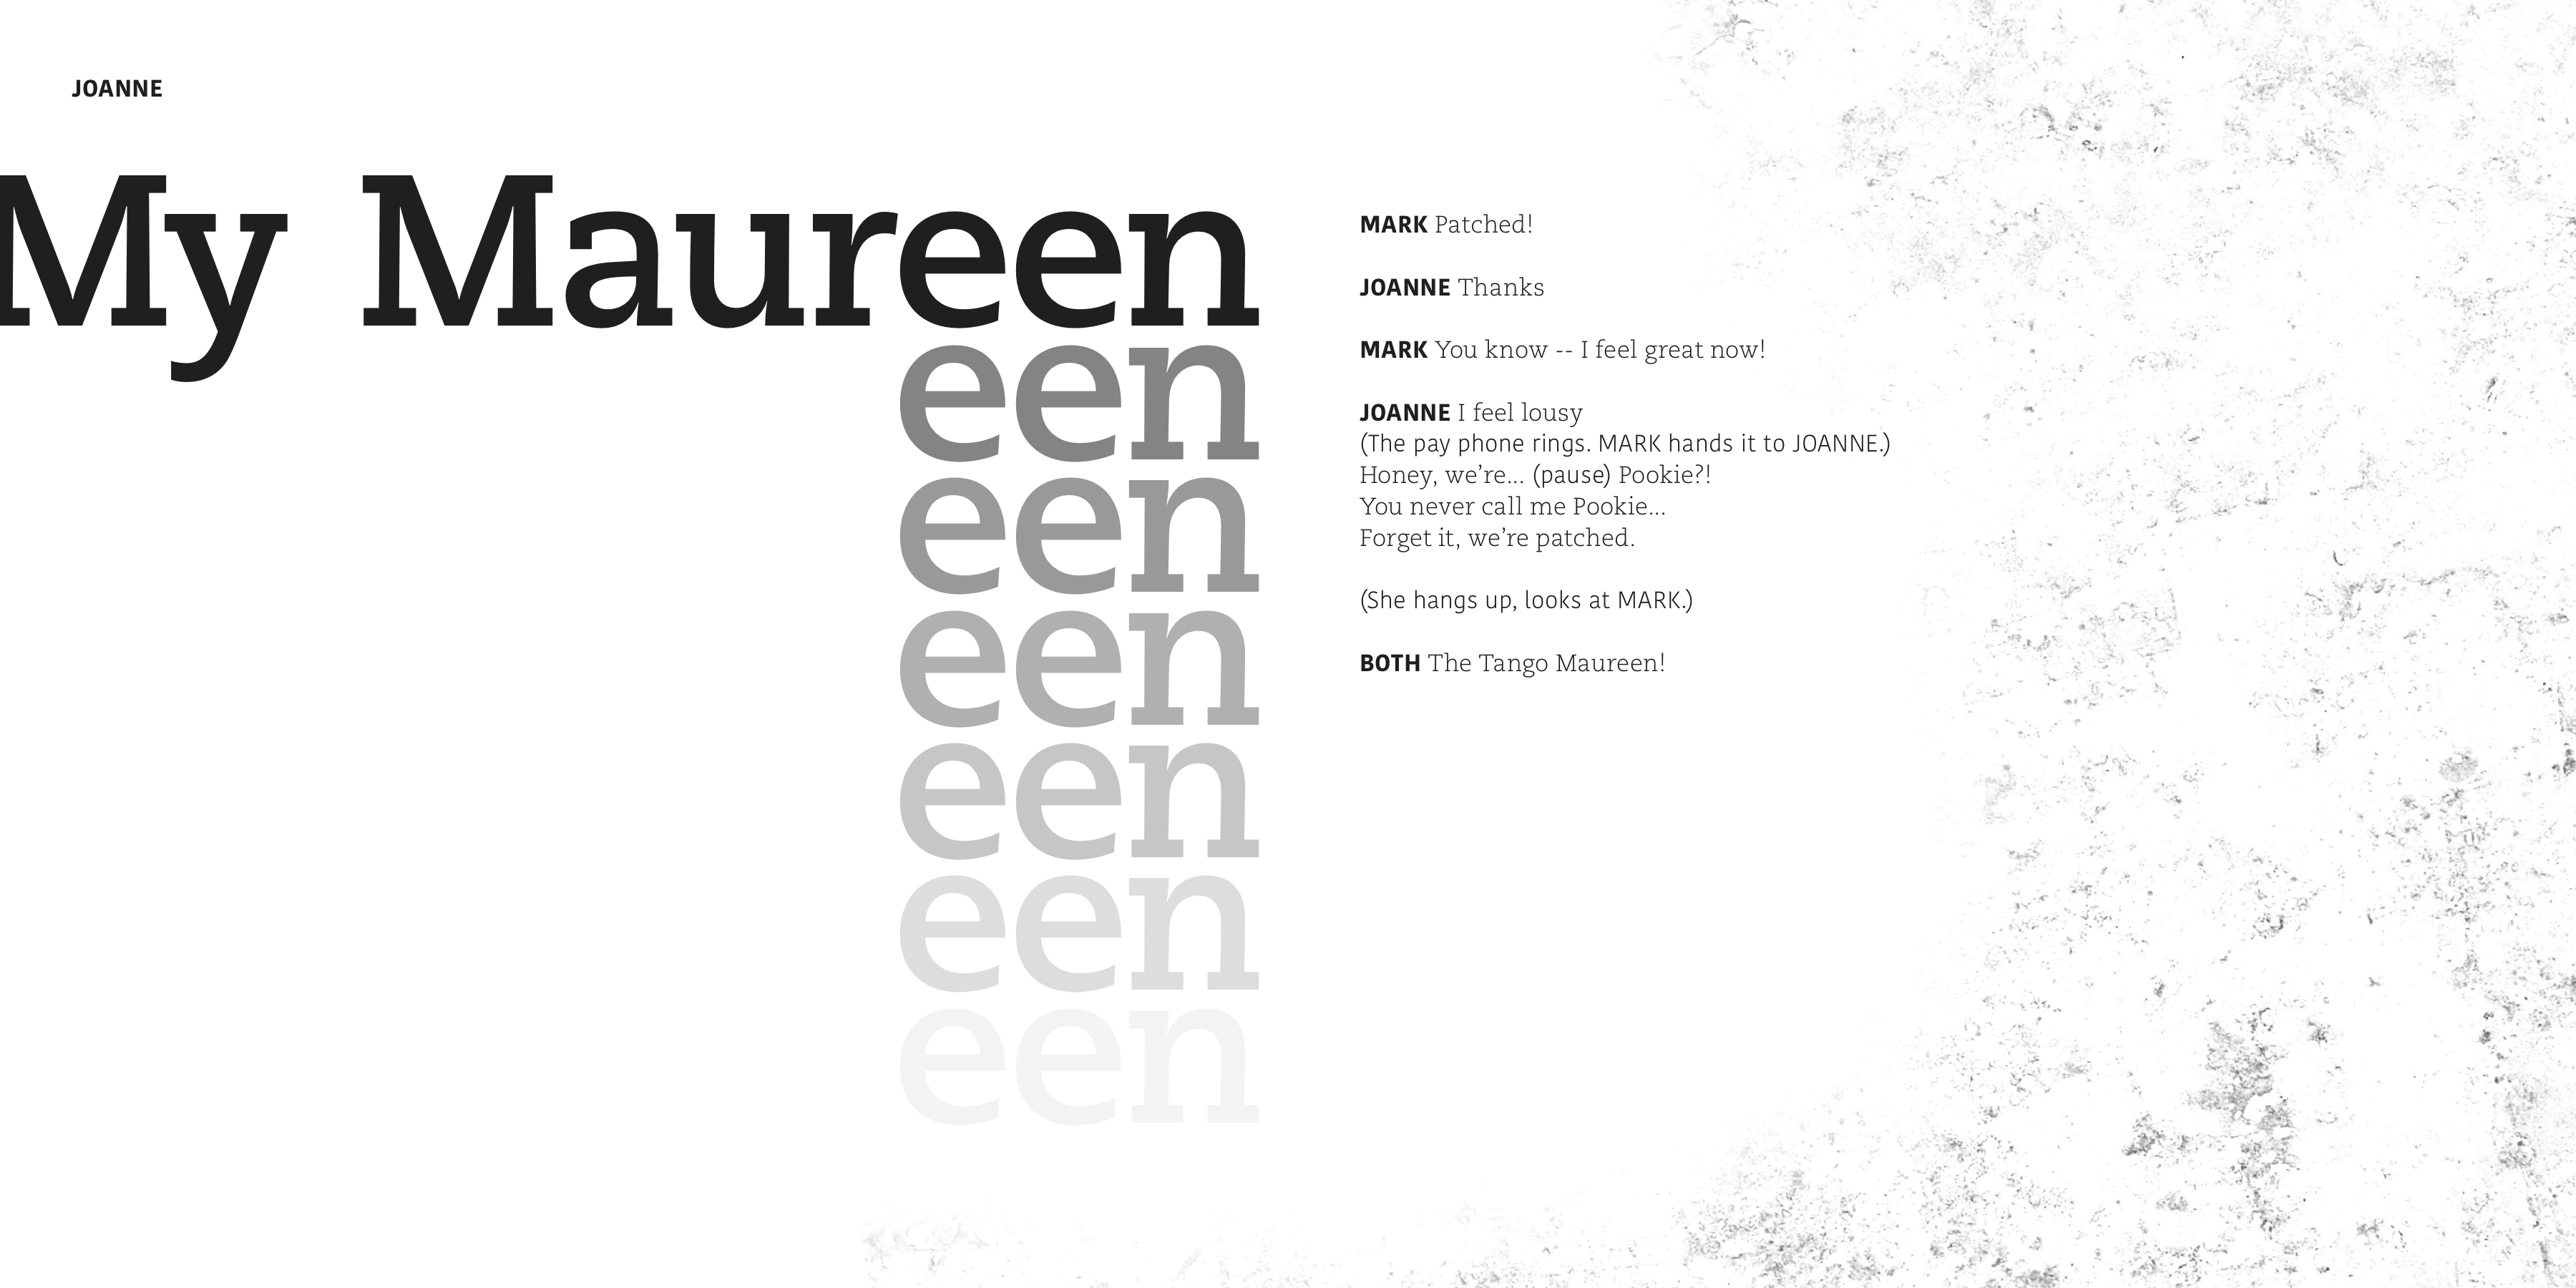 JOANNE
My Maureen
een
een
een
een
een
een
MARK Patched!
JOANNE Thanks
MARK You know -- I feel great now!
JOANNE I feel lousy
(The pay phone rings. MARK hands it to JOANNE.)
Honey, we’re... (pause) Pookie?!
You never call me Pookie...
Forget it, we’re patched.
(She hangs up, looks at MARK.)
BOTH The Tango Maureen!